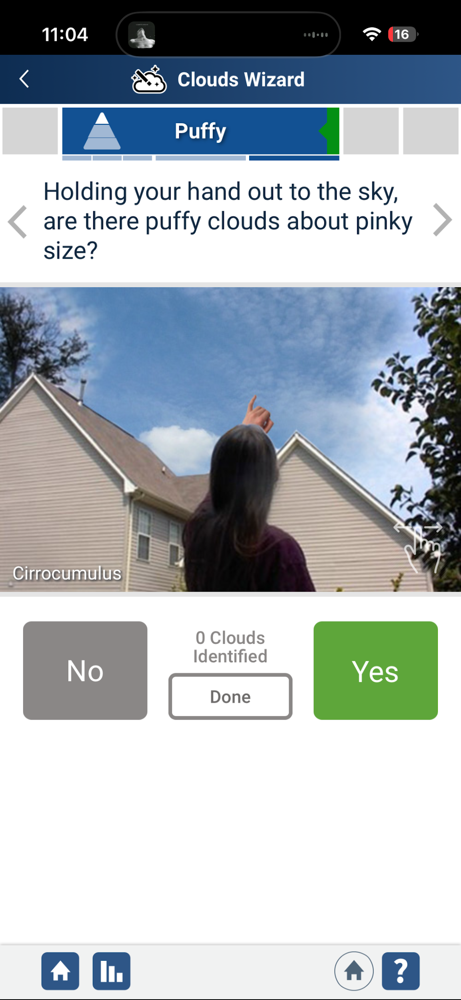 11:04
16
Clouds Wizard
Puffy
Holding your hand out to the sky,
are there puffy clouds about pinky
size?
Cirrocumulus
No
0 Clouds
Identified
Done
Yes
?